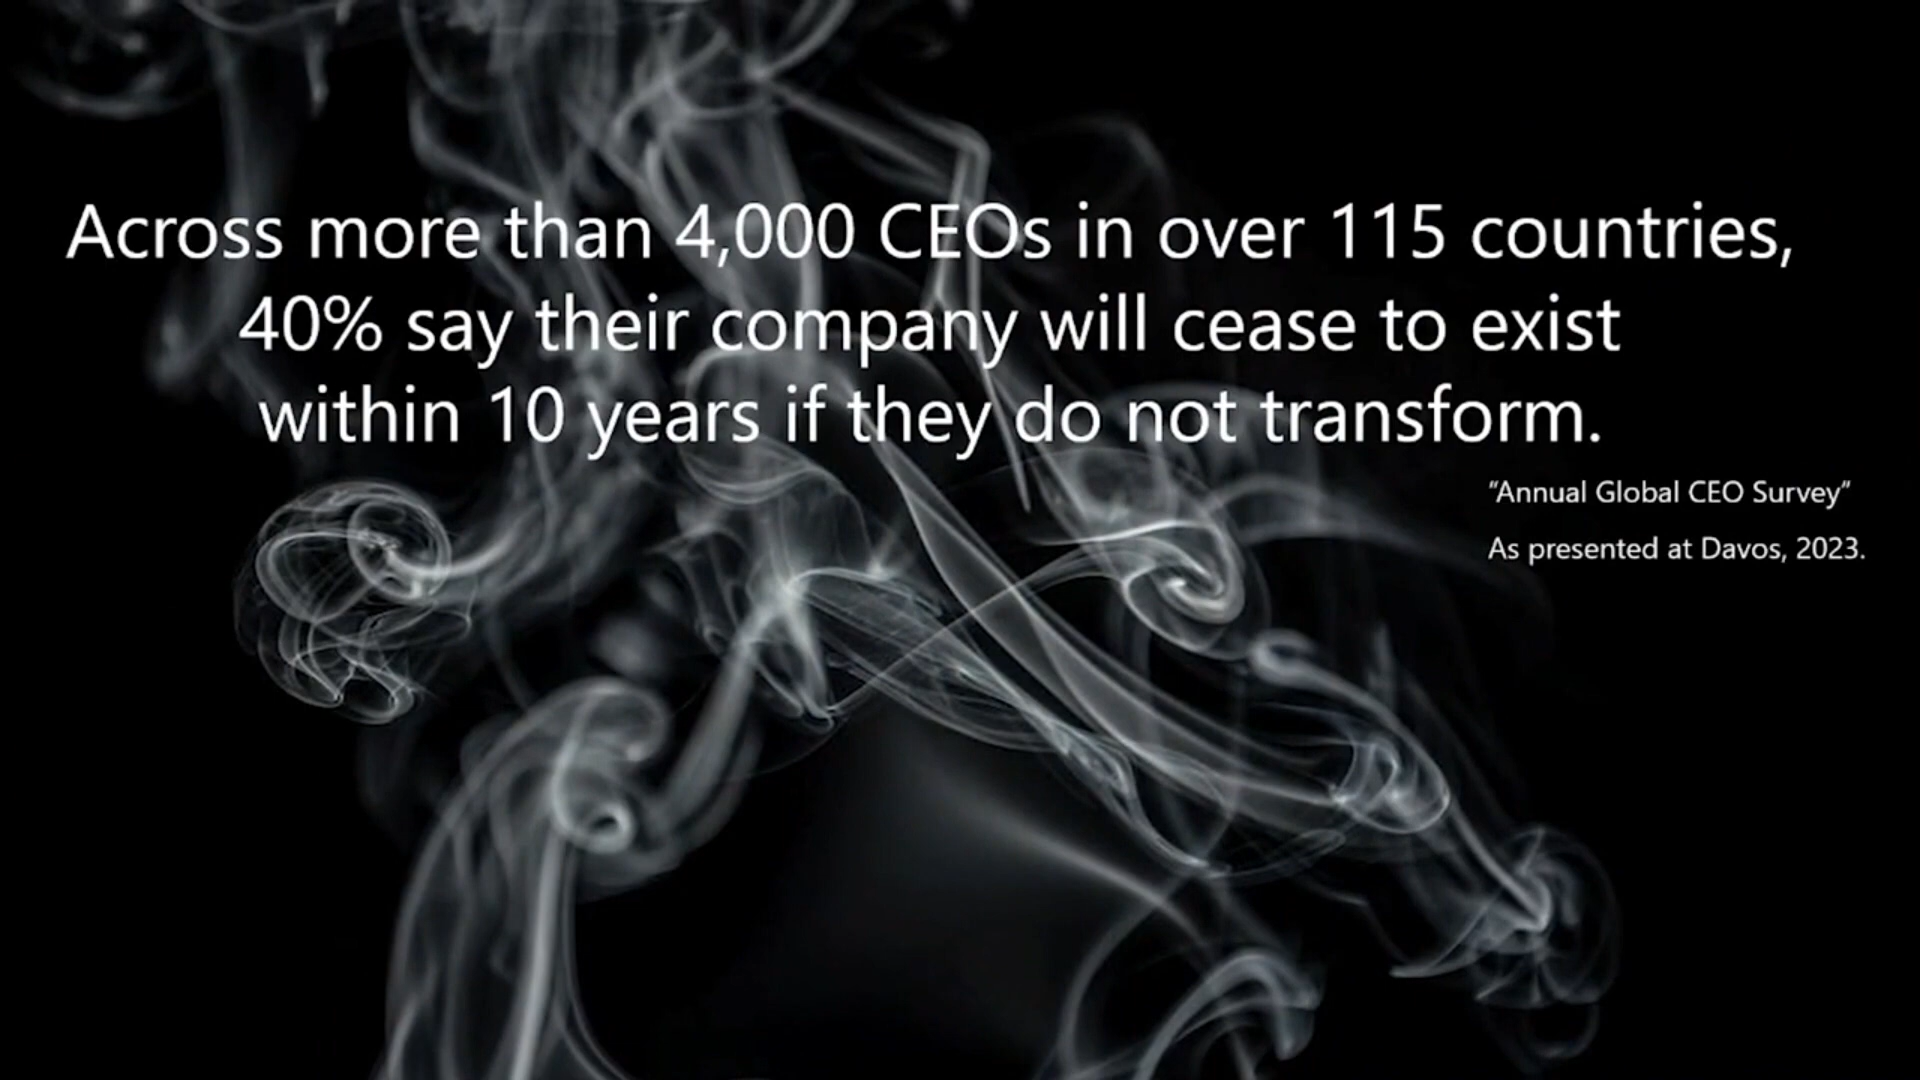 Across more than 4,000 CEOs in over 115 countries,
40% say their company will cease to exist
within 10 years if they do not transform.
“Annual Global CEO Survey”
As presented at Davos, 2023.